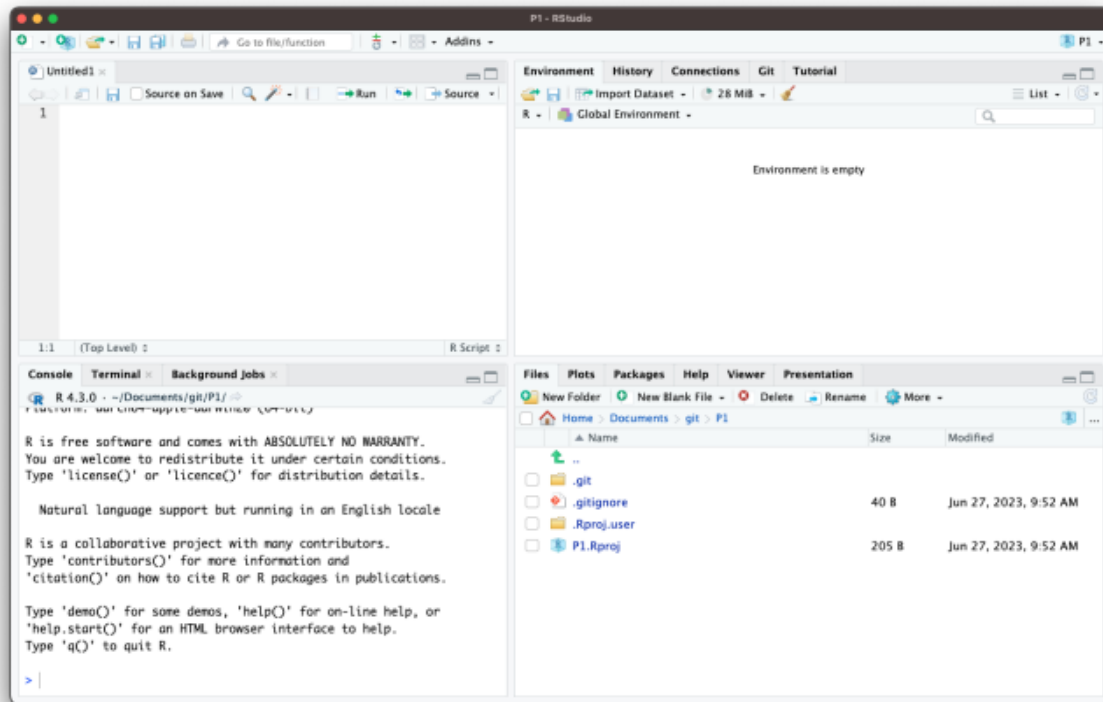 P1 - RStudio
Go to file/function
Addins
P1
Untitled1
Source on Save
Run
Source
1
1:1 (Top Level)
R Script
Console Terminal Background Jobs
R 4.3.0 · ~/Documents/git/P1/
R is free software and comes with ABSOLUTELY NO WARRANTY.
You are welcome to redistribute it under certain conditions.
Type 'license()' or 'licence()' for distribution details.
Natural language support but running in an English locale
R is a collaborative project with many contributors.
Type 'contributors()' for more information and
'citation()' on how to cite R or R packages in publications.
Type 'demo()' for some demos, 'help()' for on-line help, or
'help.start()' for an HTML browser interface to help.
Type 'q()' to quit R.
>
Environment History Connections Git Tutorial
Import Dataset 28 MiB List
R Global Environment
Environment is empty
Files Plots Packages Help Viewer Presentation
New Folder New Blank File Delete Rename More
Home Documents git P1 ...
Name Size Modified
..
.git
.gitignore 40 B Jun 27, 2023, 9:52 AM
.Rproj.user
P1.Rproj 205 B Jun 27, 2023, 9:52 AM